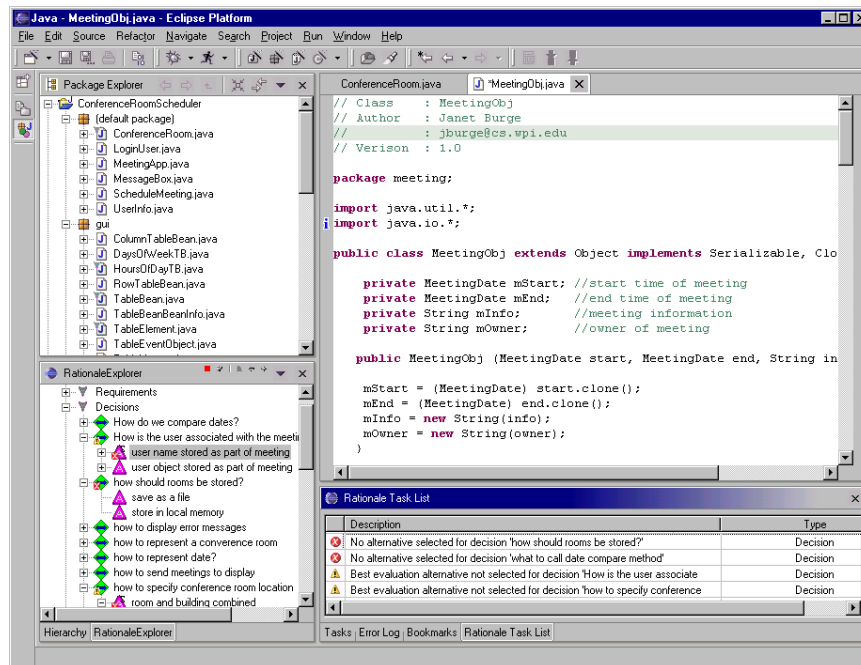 Java - MeetingObj.java - Eclipse Platform
File Edit Source Refactor Navigate Search Project Run Window Help
Package Explorer
ConferenceRoomScheduler
(default package)
ConferenceRoom.java
LoginUser.java
MeetingApp.java
MessageBox.java
ScheduleMeeting.java
UserInfo.java
gui
ColumnTableBean.java
DaysOfWeekTB.java
HoursOfDayTB.java
RowTableBean.java
TableBean.java
TableBeanBeanInfo.java
TableElement.java
TableEventObject.java
RationaleExplorer
Requirements
Decisions
How do we compare dates?
How is the user associated with the meeti
user name stored as part of meeting
user object stored as part of meeting
how should rooms be stored?
save as a file
store in local memory
how to display error messages
how to represent a converence room
how to represent date?
how to send meetings to display
how to specify conference room location
room and building combined
Hierarchy RationaleExplorer
ConferenceRoom.java *MeetingObj.java
// Class : MeetingObj
// Author : Janet Burge
// : jburge@cs.wpi.edu
// Verison : 1.0
package meeting;
import java.util.*;
import java.io.*;
public class MeetingObj extends Object implements Serializable, Clo
private MeetingDate mStart; //start time of meeting
private MeetingDate mEnd; //end time of meeting
private String mInfo; //meeting information
private String mOwner; //owner of meeting
public MeetingObj (MeetingDate start, MeetingDate end, String in
mStart = (MeetingDate) start.clone();
mEnd = (MeetingDate) end.clone();
mInfo = new String(info);
mOwner = new String(owner);
}
Rationale Task List
Description Type
No alternative selected for decision 'how should rooms be stored?' Decision
No alternative selected for decision 'what to call date compare method' Decision
Best evaluation alternative not selected for decision 'How is the user associate Decision
Best evaluation alternative not selected for decision 'how to specify conference Decision
Tasks Error Log Bookmarks Rationale Task List